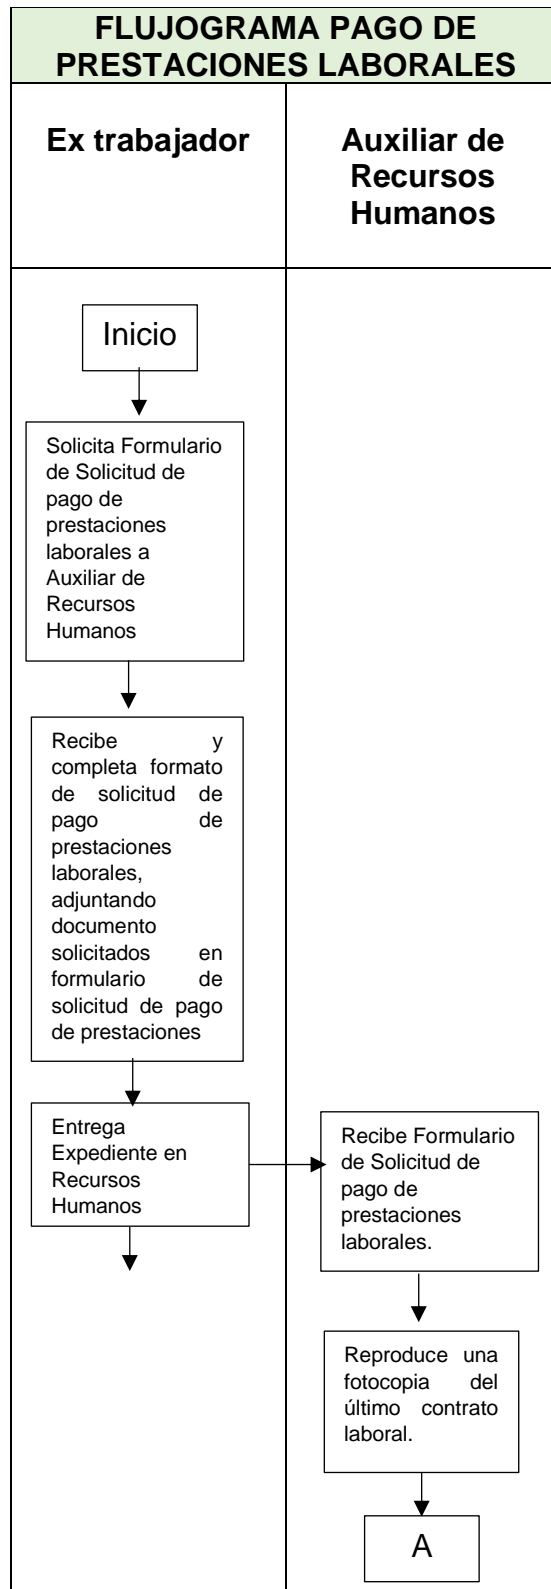 FLUJOGRAMA PAGO DE
PRESTACIONES LABORALES
Ex trabajador
Auxiliar de
Recursos
Humanos
Inicio
Solicita Formulario
de Solicitud de
pago de
prestaciones
laborales a
Auxiliar de
Recursos
Humanos
Recibe y
completa formato
de solicitud de
pago de
prestaciones
laborales,
adjuntando
documento
solicitados en
formulario de
solicitud de pago
de prestaciones
Entrega
Expediente en
Recursos
Humanos
Recibe Formulario
de Solicitud de
pago de
prestaciones
laborales.
Reproduce una
fotocopia del
último contrato
laboral.
A